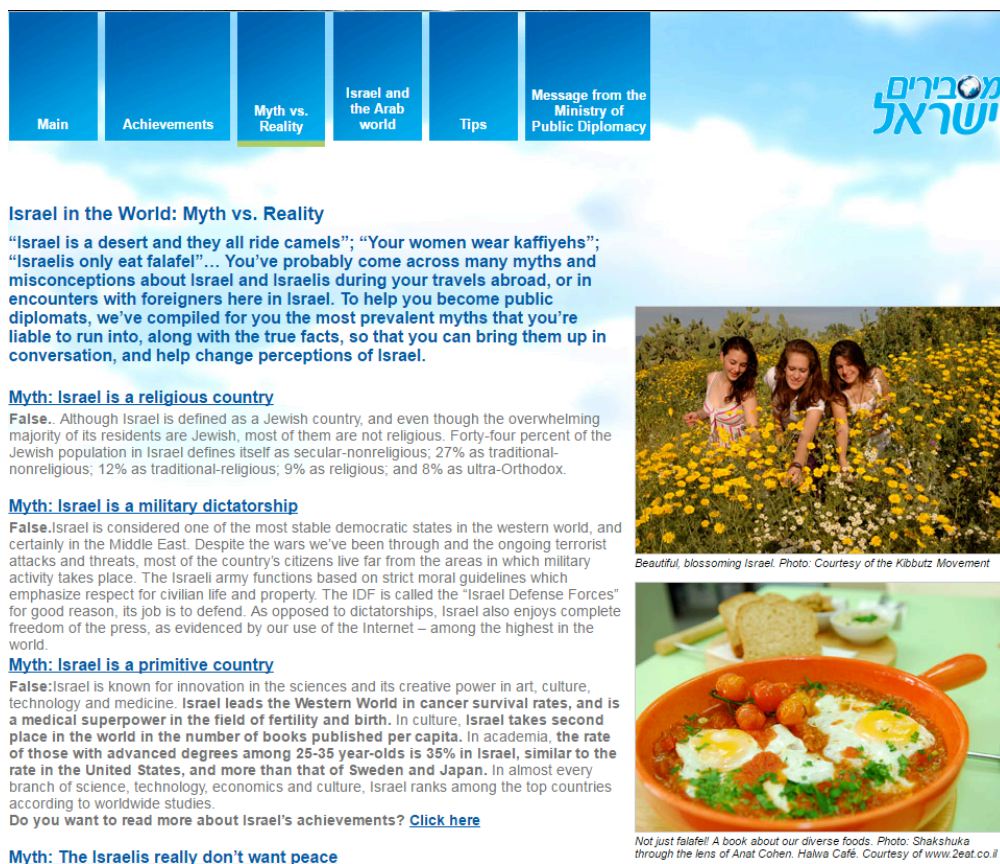 Main
Achievements
Myth vs.
Reality
Israel and
the Arab
world
Tips
Message from the
Ministry of
Public Diplomacy
מסבירים
ישראל
Israel in the World: Myth vs. Reality
“Israel is a desert and they all ride camels”; “Your women wear kaffiyehs”;
“Israelis only eat falafel”… You’ve probably come across many myths and
misconceptions about Israel and Israelis during your travels abroad, or in
encounters with foreigners here in Israel. To help you become public
diplomats, we’ve compiled for you the most prevalent myths that you’re
liable to run into, along with the true facts, so that you can bring them up in
conversation, and help change perceptions of Israel.
Myth: Israel is a religious country
False.. Although Israel is defined as a Jewish country, and even though the overwhelming
majority of its residents are Jewish, most of them are not religious. Forty-four percent of the
Jewish population in Israel defines itself as secular-nonreligious; 27% as traditional-
nonreligious; 12% as traditional-religious; 9% as religious; and 8% as ultra-Orthodox.
Myth: Israel is a military dictatorship
False.Israel is considered one of the most stable democratic states in the western world, and
certainly in the Middle East. Despite the wars we’ve been through and the ongoing terrorist
attacks and threats, most of the country’s citizens live far from the areas in which military
activity takes place. The Israeli army functions based on strict moral guidelines which
emphasize respect for civilian life and property. The IDF is called the “Israel Defense Forces”
for good reason, its job is to defend. As opposed to dictatorships, Israel also enjoys complete
freedom of the press, as evidenced by our use of the Internet – among the highest in the
world.
Myth: Israel is a primitive country
False:Israel is known for innovation in the sciences and its creative power in art, culture,
technology and medicine. Israel leads the Western World in cancer survival rates, and is
a medical superpower in the field of fertility and birth. In culture, Israel takes second
place in the world in the number of books published per capita. In academia, the rate
of those with advanced degrees among 25-35 year-olds is 35% in Israel, similar to the
rate in the United States, and more than that of Sweden and Japan. In almost every
branch of science, technology, economics and culture, Israel ranks among the top countries
according to worldwide studies.
Do you want to read more about Israel’s achievements? Click here
Myth: The Israelis really don’t want peace
Beautiful, blossoming Israel. Photo: Courtesy of the Kibbutz Movement
Not just falafel! A book about our diverse foods. Photo: Shakshuka
through the lens of Anat Cohen. Halwa Café. Courtesy of www.2eat.co.il